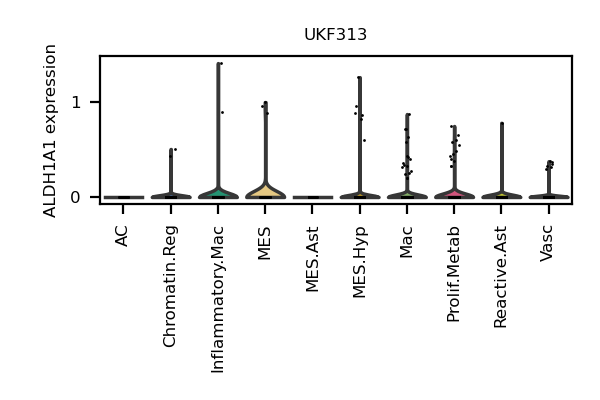 UKF313
ALDH1A1 expression
1
0
AC
Chromatin.Reg
Inflammatory.Mac
MES
MES.Ast
MES.Hyp
Mac
Prolif.Metab
Reactive.Ast
Vasc